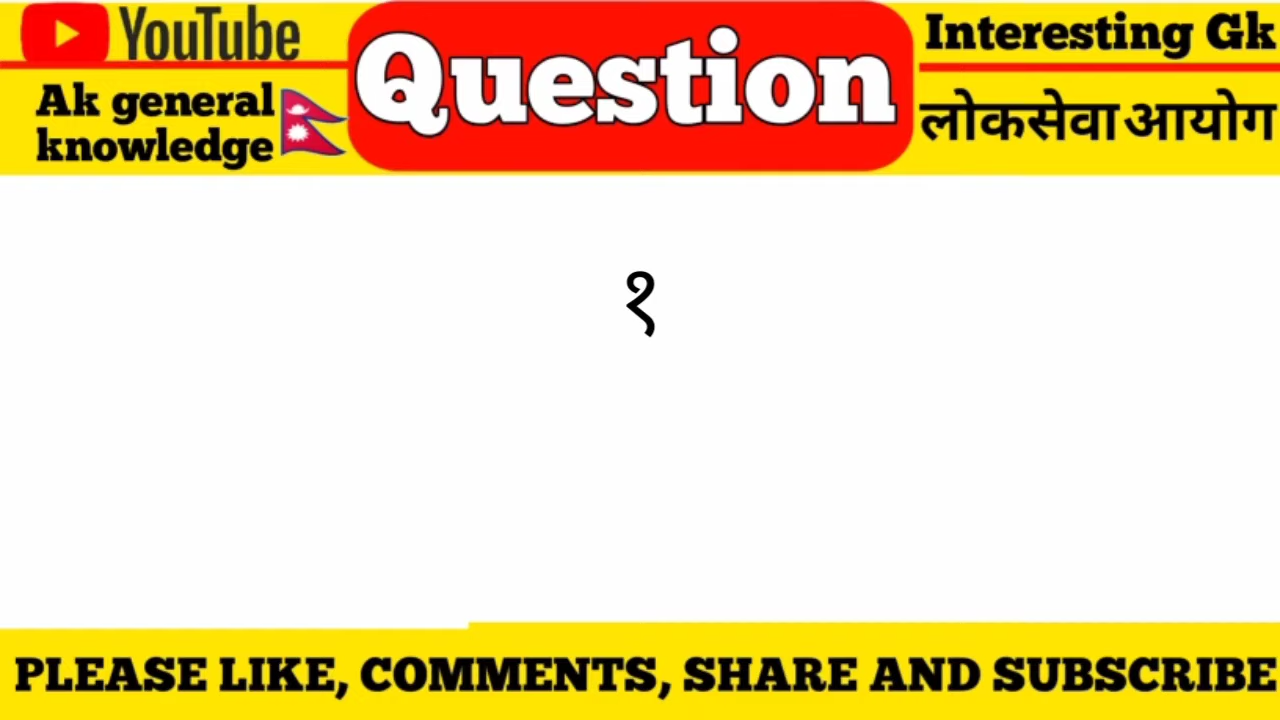 YouTube
Ak general
knowledge
Question
Interesting Gk
लोकसेवा आयोग
१
PLEASE LIKE, COMMENTS, SHARE AND SUBSCRIBE